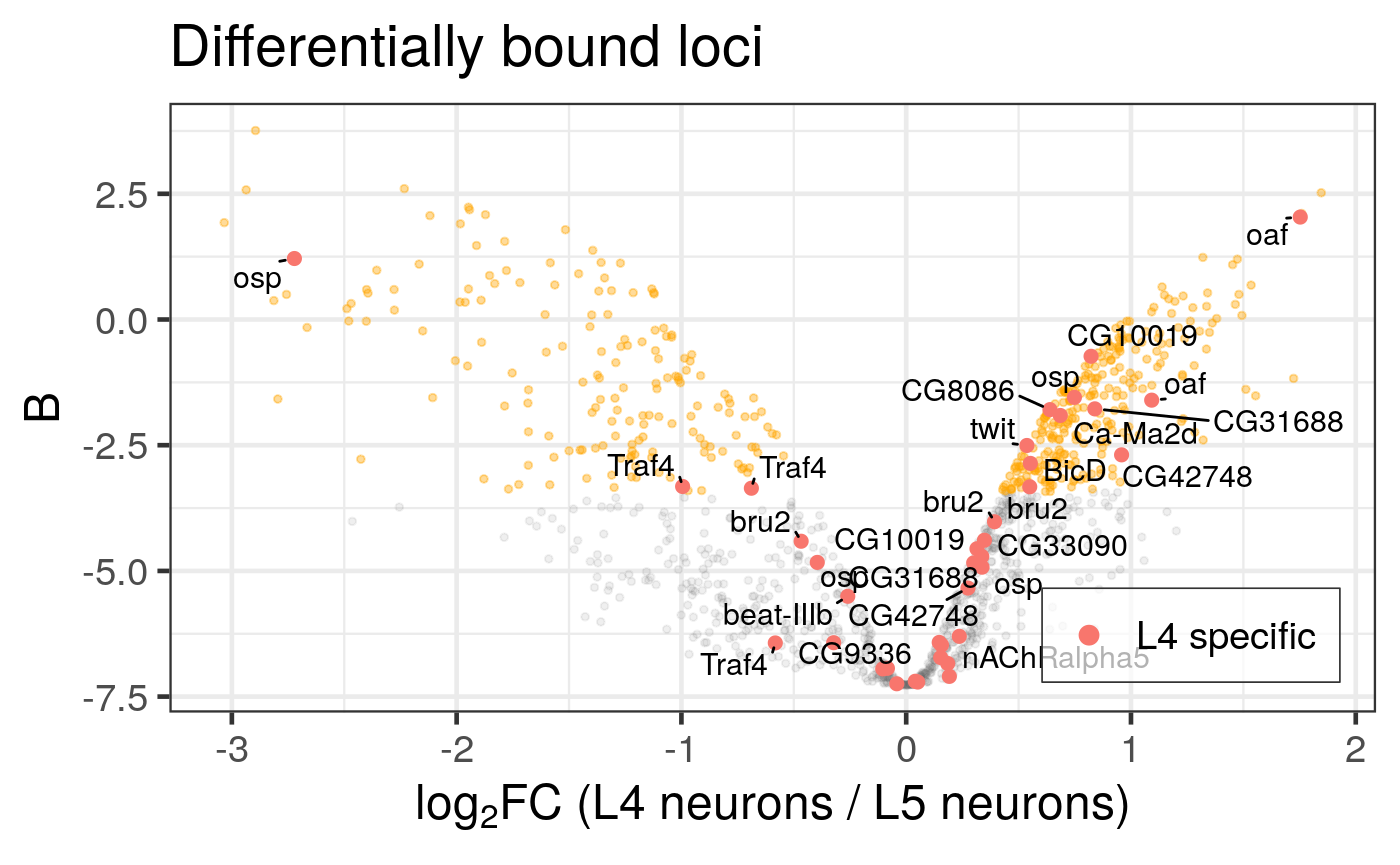 Differentially bound loci
B
2.5
0.0
-2.5
-5.0
-7.5
oaf
osp
CG10019
osp
oaf
CG8086
CG31688
twit
Ca-Ma2d
Traf4
Traf4
BicD
CG42748
bru2
bru2
bru2
CG10019
CG33090
osp
CG31688
osp
beat-IIIb
CG42748
L4 specific
Traf4
CG9336
nAChRalpha5
-3
-2
-1
0
1
2
log2FC (L4 neurons / L5 neurons)